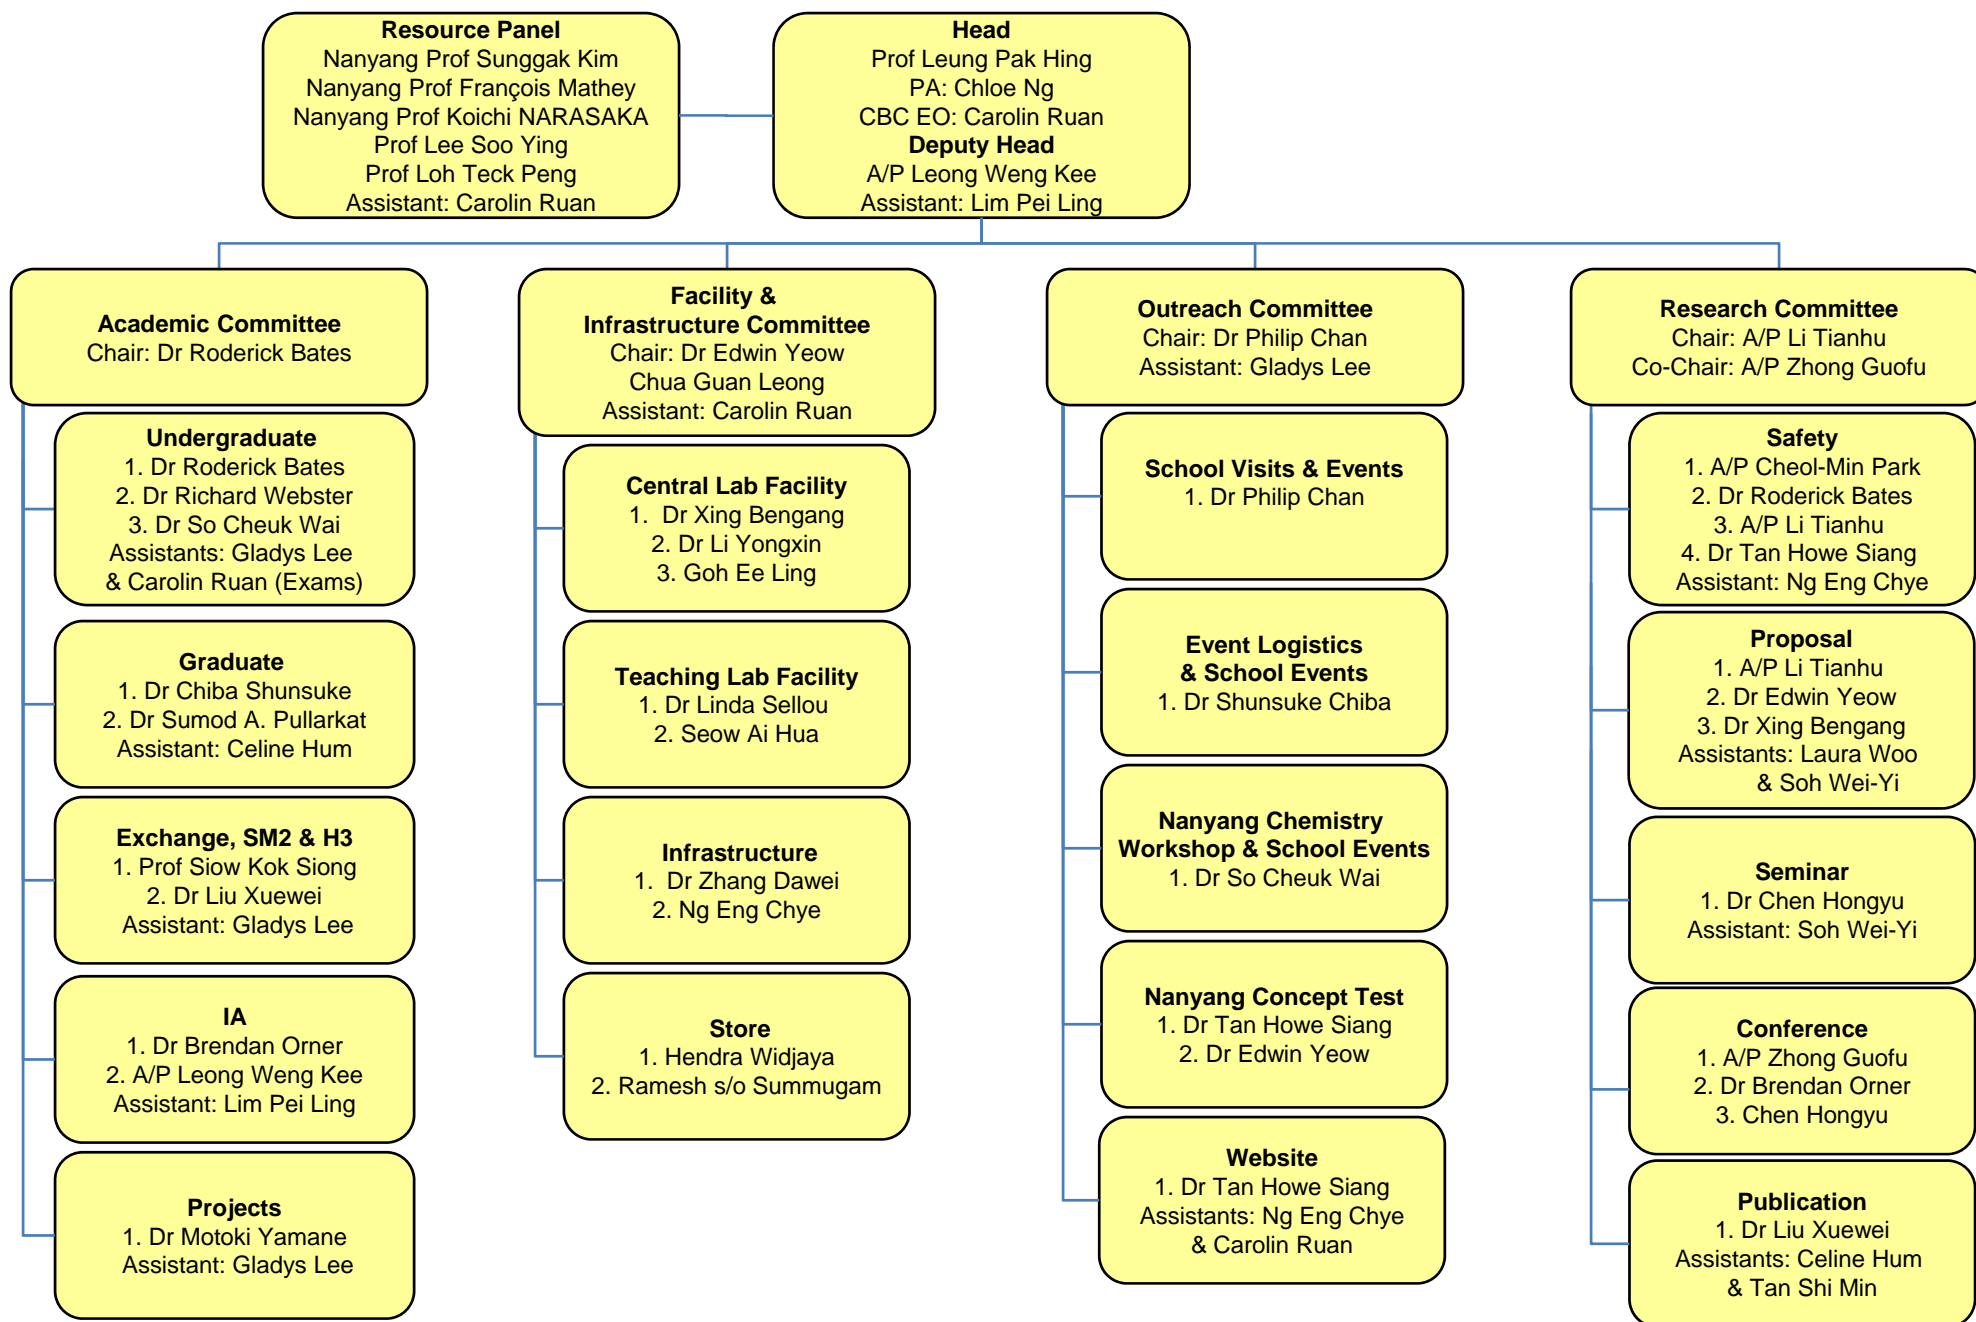 Resource Panel
Nanyang Prof Sunggak Kim
Nanyang Prof François Mathey
Nanyang Prof Koichi NARASAKA
Prof Lee Soo Ying
Prof Loh Teck Peng
Assistant: Carolin Ruan
Head
Prof Leung Pak Hing
PA: Chloe Ng
CBC EO: Carolin Ruan
Deputy Head
A/P Leong Weng Kee
Assistant: Lim Pei Ling
Academic Committee
Chair: Dr Roderick Bates
Undergraduate
1. Dr Roderick Bates
2. Dr Richard Webster
3. Dr So Cheuk Wai
Assistants: Gladys Lee
& Carolin Ruan (Exams)
Graduate
1. Dr Chiba Shunsuke
2. Dr Sumod A. Pullarkat
Assistant: Celine Hum
Exchange, SM2 & H3
1. Prof Siow Kok Siong
2. Dr Liu Xuewei
Assistant: Gladys Lee
IA
1. Dr Brendan Orner
2. A/P Leong Weng Kee
Assistant: Lim Pei Ling
Projects
1. Dr Motoki Yamane
Assistant: Gladys Lee
Facility &
Infrastructure Committee
Chair: Dr Edwin Yeow
Chua Guan Leong
Assistant: Carolin Ruan
Central Lab Facility
1. Dr Xing Bengang
2. Dr Li Yongxin
3. Goh Ee Ling
Teaching Lab Facility
1. Dr Linda Sellou
2. Seow Ai Hua
Infrastructure
1. Dr Zhang Dawei
2. Ng Eng Chye
Store
1. Hendra Widjaya
2. Ramesh s/o Summugam
Outreach Committee
Chair: Dr Philip Chan
Assistant: Gladys Lee
School Visits & Events
1. Dr Philip Chan
Event Logistics
& School Events
1. Dr Shunsuke Chiba
Nanyang Chemistry
Workshop & School Events
1. Dr So Cheuk Wai
Nanyang Concept Test
1. Dr Tan Howe Siang
2. Dr Edwin Yeow
Website
1. Dr Tan Howe Siang
Assistants: Ng Eng Chye
& Carolin Ruan
Research Committee
Chair: A/P Li Tianhu
Co-Chair: A/P Zhong Guofu
Safety
1. A/P Cheol-Min Park
2. Dr Roderick Bates
3. A/P Li Tianhu
4. Dr Tan Howe Siang
Assistant: Ng Eng Chye
Proposal
1. A/P Li Tianhu
2. Dr Edwin Yeow
3. Dr Xing Bengang
Assistants: Laura Woo
& Soh Wei-Yi
Seminar
1. Dr Chen Hongyu
Assistant: Soh Wei-Yi
Conference
1. A/P Zhong Guofu
2. Dr Brendan Orner
3. Chen Hongyu
Publication
1. Dr Liu Xuewei
Assistants: Celine Hum
& Tan Shi Min